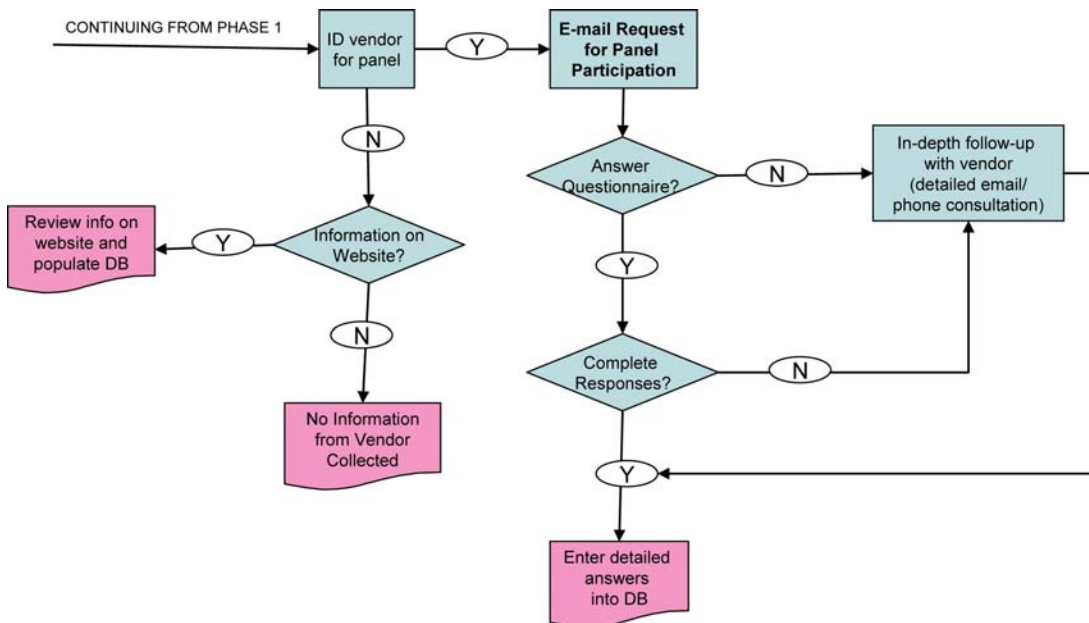 CONTINUING FROM PHASE 1
ID vendor
for panel
Y
E-mail Request
for Panel
Participation
N
Answer
Questionnaire?
N
In-depth follow-up
with vendor
(detailed email/
phone consultation)
Review info on
website and
populate DB
Y
Information on
Website?
Y
N
Complete
Responses?
N
No Information
from Vendor
Collected
Y
Enter detailed
answers
into DB